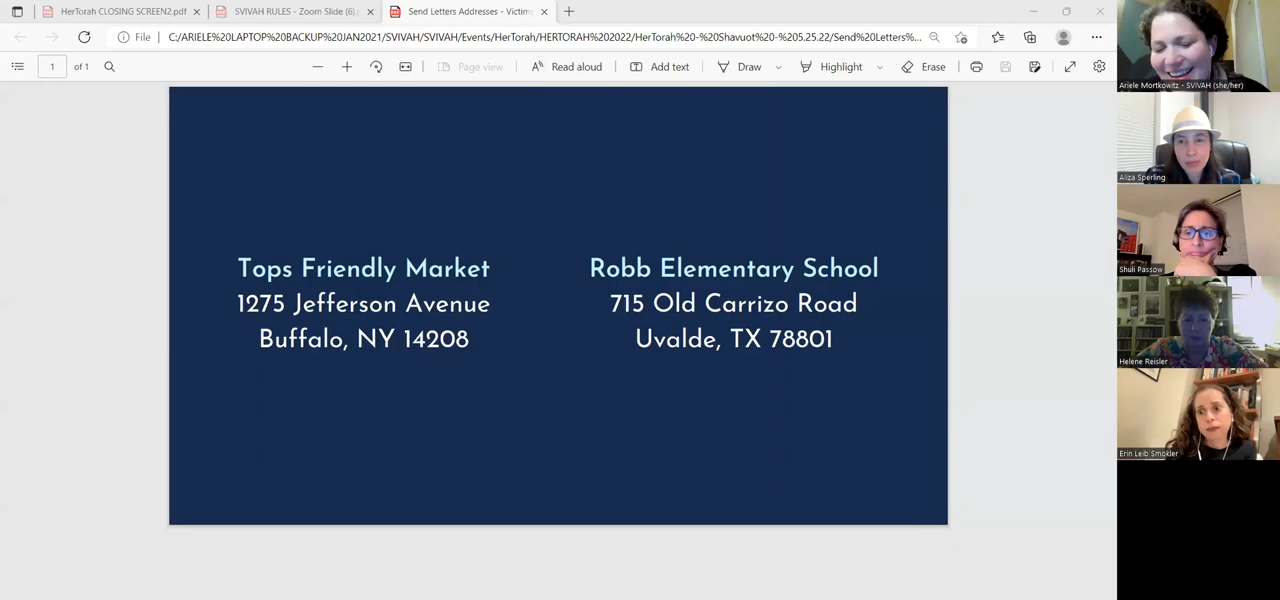 HerTorah CLOSING SCREEN2.pdf
SVIVAH RULES - Zoom Slide (6).p
Send Letters Addresses - Victim
File
C:/ARIELE%20LAPTOP%20BACKUP%20JAN2021/SVIVAH/SVIVAH/Events/HerTorah/HERTORAH%202022/HerTorah%20-%20Shavuot%20-%205.25.22/Send%20Letters%...
1 of 1
Page view
Read aloud
Add text
Draw
Highlight
Erase
Tops Friendly Market
1275 Jefferson Avenue
Buffalo, NY 14208
Robb Elementary School
715 Old Carrizo Road
Uvalde, TX 78801
Ariele Mortkowitz - SVIVAH (she/her)
Aliza Sperling
Shuli Passow
Helene Reisler
Erin Leib Smokler